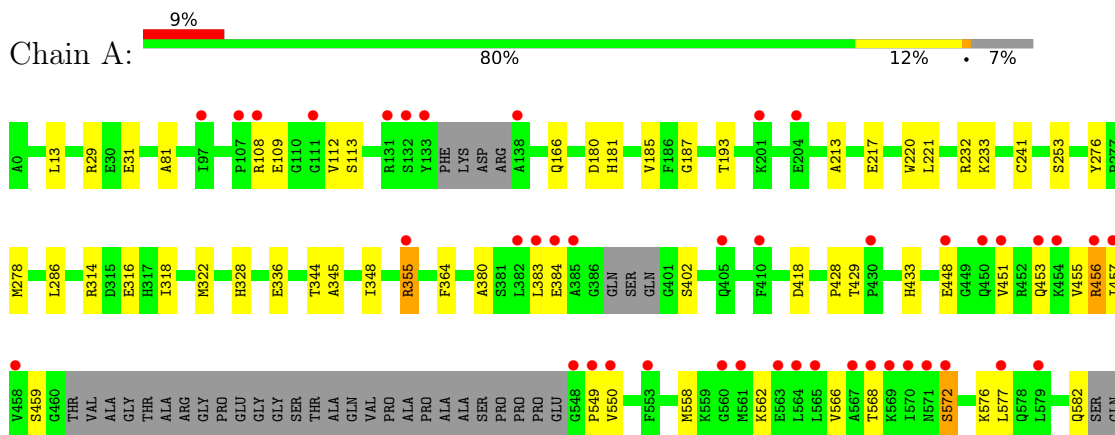 9%
Chain A:
80% 12% • 7%
A0 L13 R29 E30 E31 A81 I97 P107 R108 E109 G110 G111 V112 S113 R131 S132 Y133 PHE LYS ASP ARG A138 Q166 D180 H181 V185 F186 G187 T193 K201 E204 A213 E217 W220 L221 R232 K233 C241 S253 Y276
M278 L286 R314 D315 E316 H317 I318 M322 H328 E336 T344 A345 I348 R355 F364 A380 S381 L382 L383 E384 A385 G386 GLN SER GLN G401 S402 Q405 F410 D418 P428 T429 P430 H433 E448 G449 Q450 V451 R452 Q453 K454 V455 R456 I457
V458 S459 G460 THR VAL ALA GLY THR ALA ARG GLY PRO PRO GLU GLY GLY SER THR ALA GLN VAL PRO ALA PRO ALA ALA SER PRO PRO PRO GLU G548 P549 V550 F553 M558 K559 G560 M561 K562 E563 L564 L565 V566 A567 T568 K569 I570 N571 S572 K576 L577 Q578 L579 Q582 SER GLN